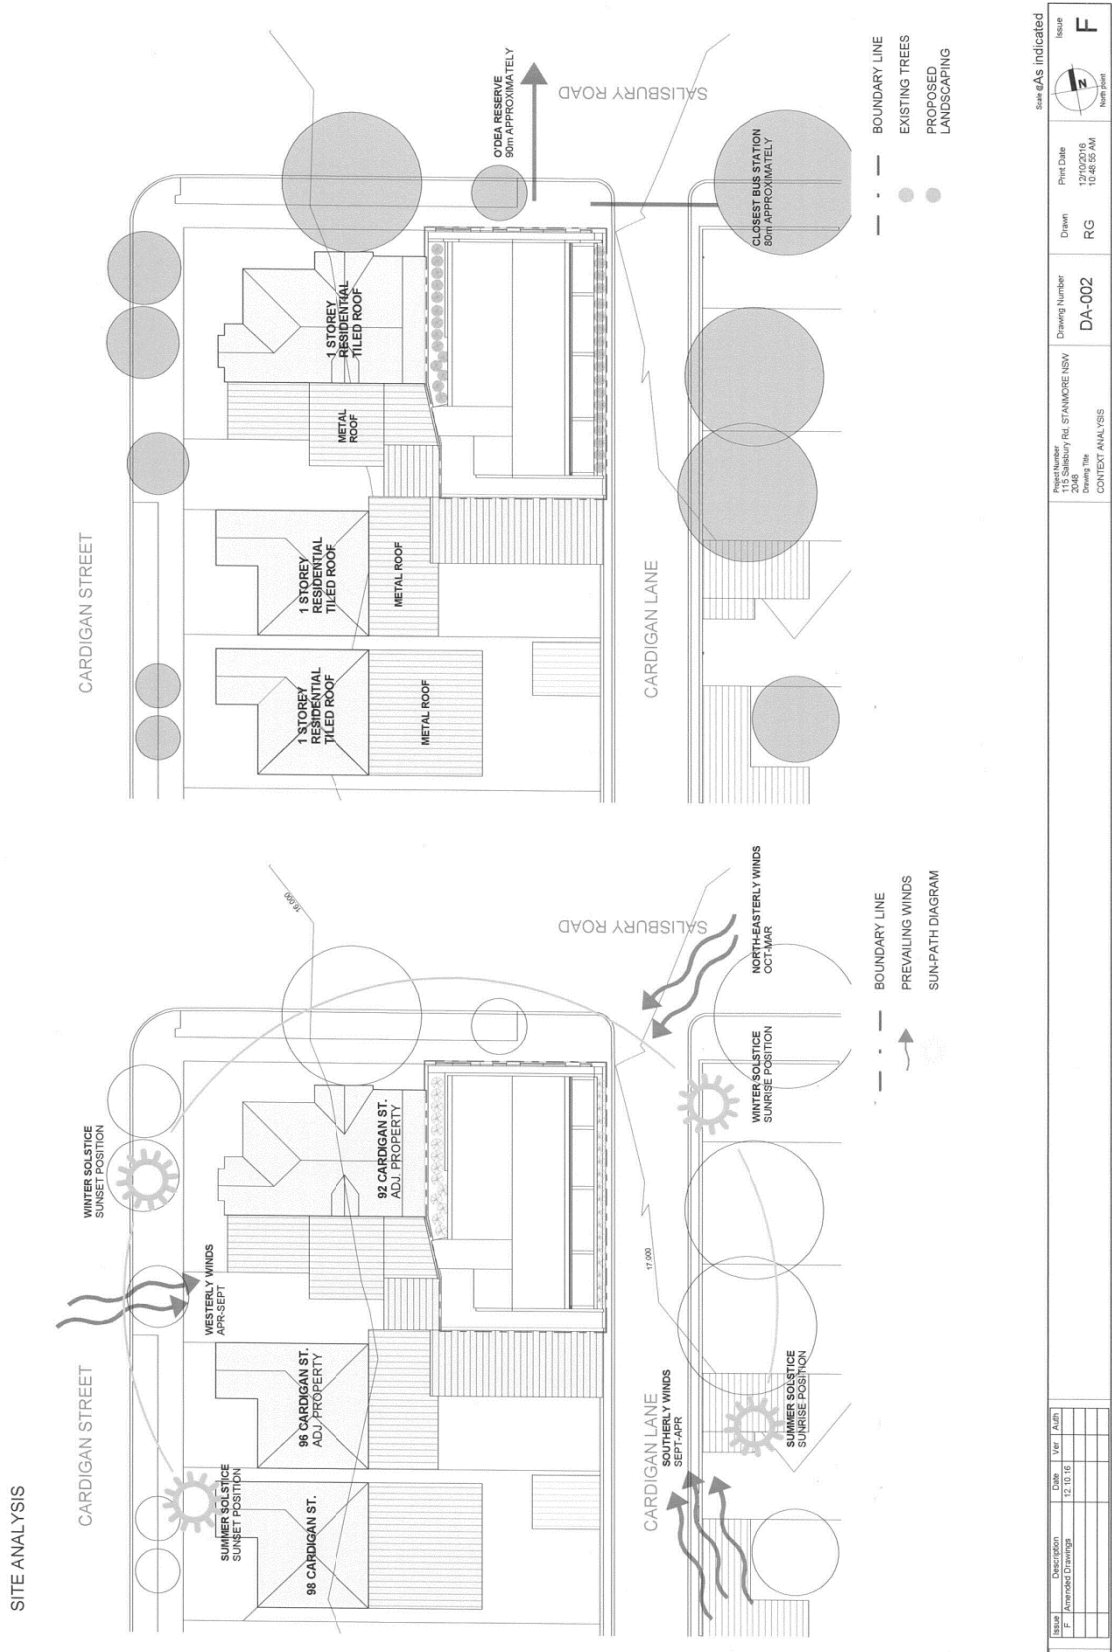 SITE ANALYSIS
CARDIGAN STREET
WINTER SOLSTICE
SUNSET POSITION
WESTERLY WINDS
APR-SEPT
SUMMER SOLSTICE
SUNSET POSITION
98 CARDIGAN ST.
96 CARDIGAN ST.
ADJ. PROPERTY
92 CARDIGAN ST.
ADJ. PROPERTY
16.000
SALISBURY ROAD
17.000
CARDIGAN LANE
SOUTHERLY WINDS
SEPT-APR
NORTH-EASTERLY WINDS
OCT-MAR
WINTER SOLSTICE
SUNRISE POSITION
SUMMER SOLSTICE
SUNRISE POSITION
BOUNDARY LINE
PREVAILING WINDS
SUN-PATH DIAGRAM
CARDIGAN STREET
1 STOREY
RESIDENTIAL
TILED ROOF
METAL ROOF
1 STOREY
RESIDENTIAL
TILED ROOF
METAL ROOF
METAL
ROOF
1 STOREY
RESIDENTIAL
TILED ROOF
O'DEA RESERVE
90m APPROXIMATELY
SALISBURY ROAD
CARDIGAN LANE
CLOSEST BUS STATION
80m APPROXIMATELY
BOUNDARY LINE
EXISTING TREES
PROPOSED
LANDSCAPING
Scale @As indicated
Issue Description Date Ver Auth
F Amended Drawings 12.10.16
Project Number
115 Salisbury Rd, STANMORE NSW
2048
Drawing Title
CONTEXT ANALYSIS
Drawing Number
DA-002
Drawn
RG
Print Date
12/10/2016
10:48:55 AM
N
North point
Issue
F